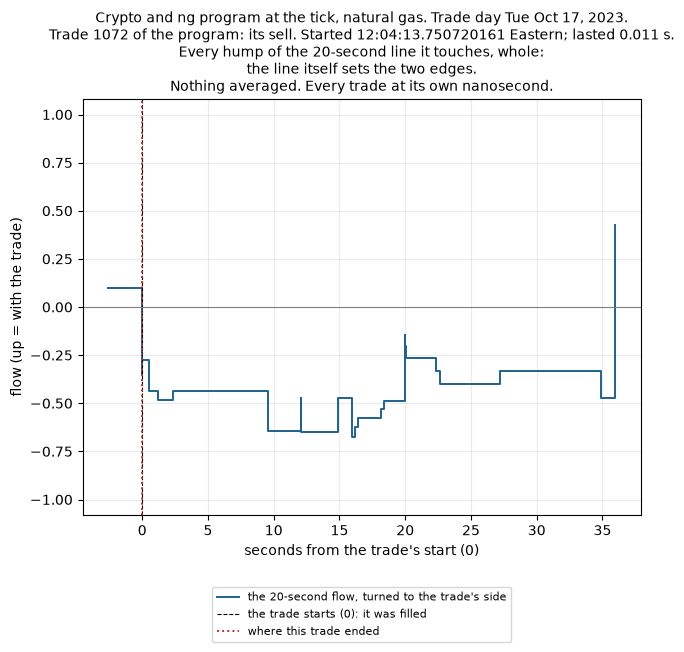 Crypto and ng program at the tick, natural gas. Trade day Tue Oct 17, 2023.
Trade 1072 of the program: its sell. Started 12:04:13.750720161 Eastern; lasted 0.011 s.
Every hump of the 20-second line it touches, whole:
the line itself sets the two edges.
Nothing averaged. Every trade at its own nanosecond.
1.00
0.75
0.50
0.25
0.00
−0.25
−0.50
−0.75
−1.00
flow (up = with the trade)
0 5 10 15 20 25 30 35
seconds from the trade's start (0)
the 20-second flow, turned to the trade's side
the trade starts (0): it was filled
where this trade ended